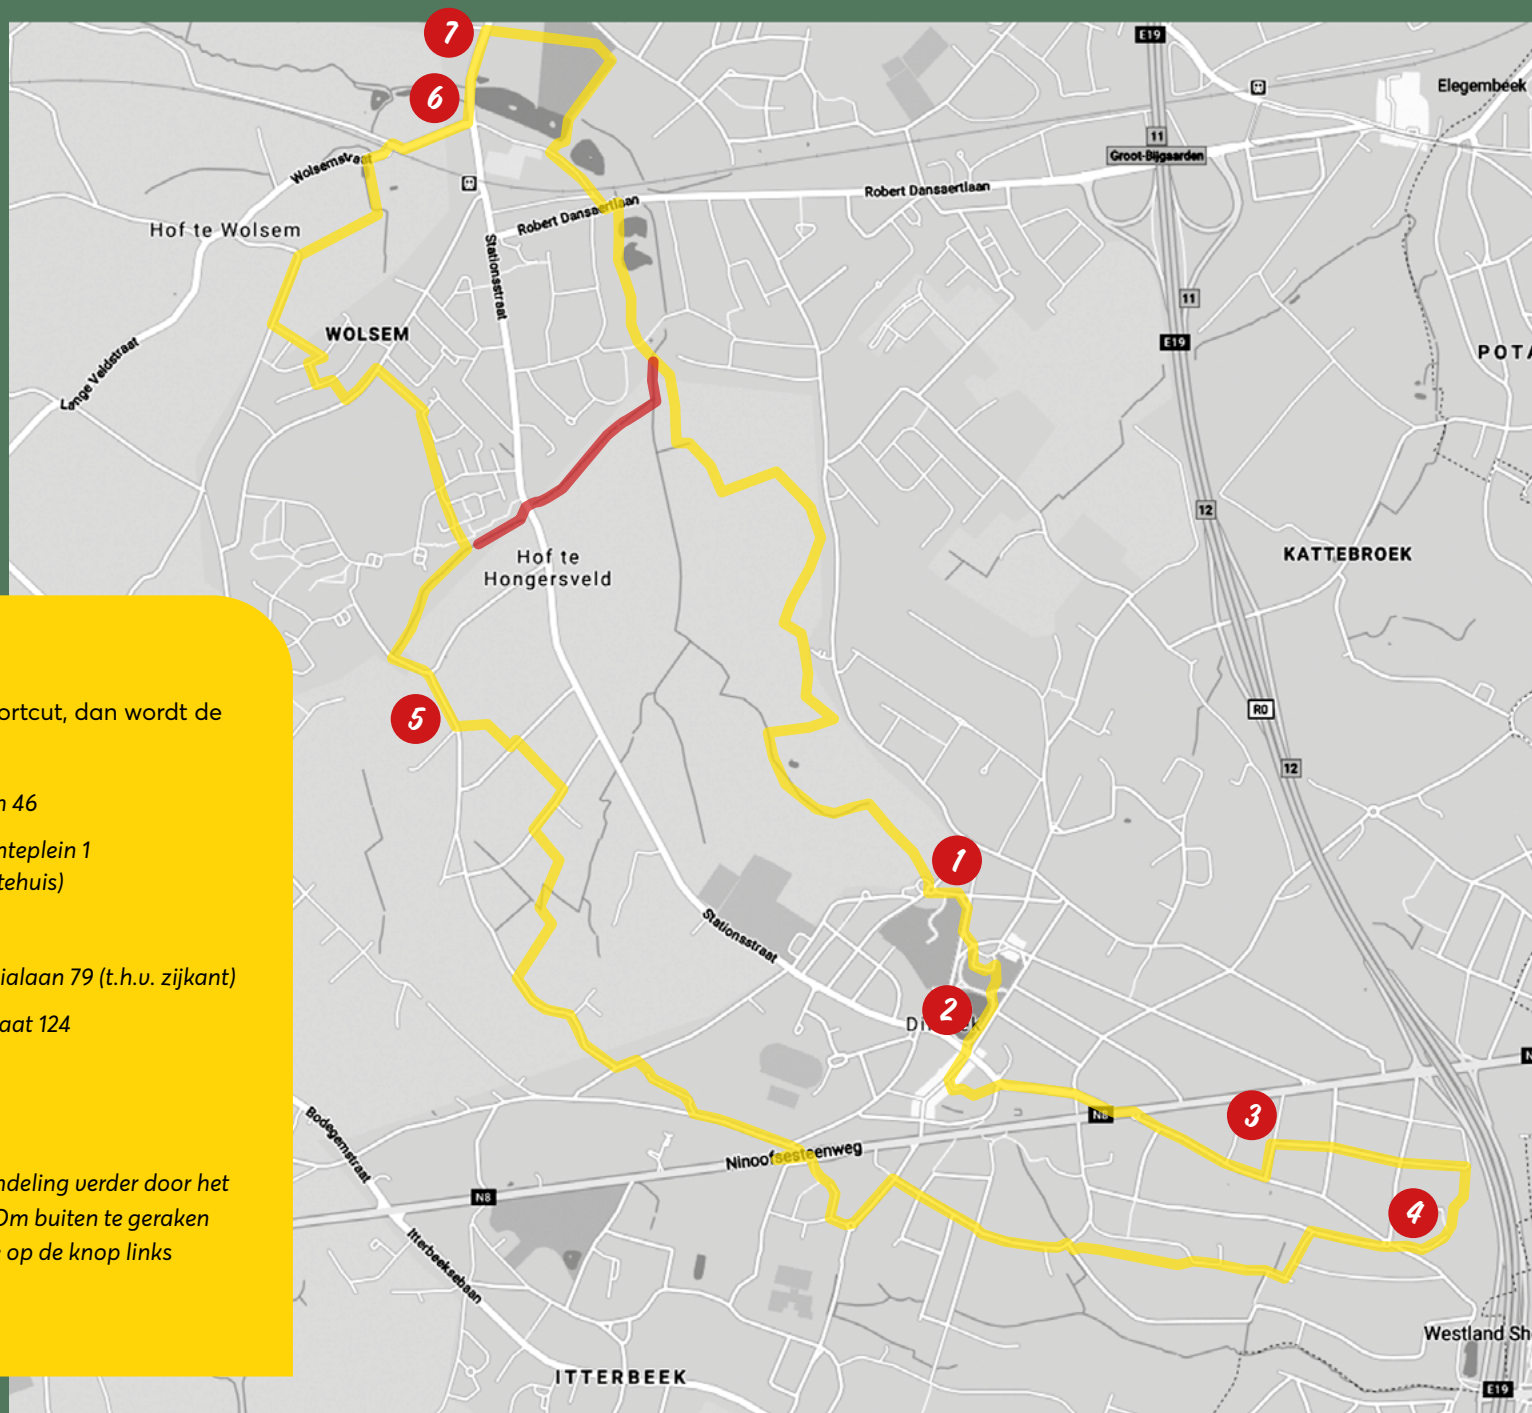 7
E19
Elegembeek
6
11
Groot-Bijgaarden
Wolsemstraat
Robert Dansaertlaan
Robert Dansaertlaan
Hof te Wolsem
Stationsstraat
11
WOLSEM
E19
Lange Veldstraat
12
KATTEBROEK
Hof te
Hongersveld
RO
ortcut, dan wordt de
5
12
n 46
nteplein 1
tehuis)
1
Stationsstraat
ialaan 79 (t.h.v. zijkant)
2
aat 124
3
N8
Bodegemstraat
Ninoofsesteenweg
ndeling verder door het
N8
4
Om buiten te geraken
op de knop links
Itterbeeksebaan
Westland Sh
ITTERBEEK
E19